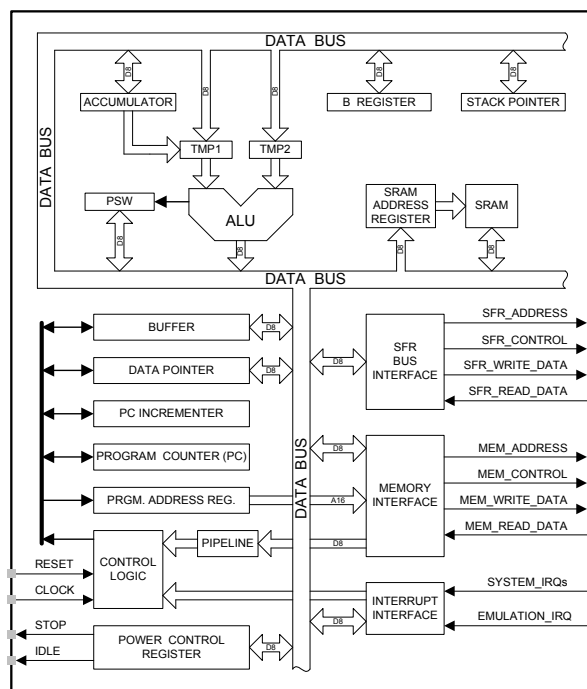 DATA BUS
D8
D8
D8
D8
D8
ACCUMULATOR
B REGISTER
STACK POINTER
DATA BUS
TMP1
TMP2
PSW
ALU
SRAM
ADDRESS
REGISTER
SRAM
D8
D8
D8
D8
DATA BUS
BUFFER
D8
DATA POINTER
D8
PC INCREMENTER
PROGRAM COUNTER (PC)
PRGM. ADDRESS REG.
A16
DATA BUS
SFR
BUS
INTERFACE
D8
SFR_ADDRESS
SFR_CONTROL
SFR_WRITE_DATA
SFR_READ_DATA
D8
MEMORY
INTERFACE
MEM_ADDRESS
MEM_CONTROL
MEM_WRITE_DATA
MEM_READ_DATA
PIPELINE
D8
CONTROL
LOGIC
RESET
CLOCK
STOP
IDLE
POWER CONTROL
REGISTER
D8
D8
INTERRUPT
INTERFACE
SYSTEM_IRQs
EMULATION_IRQ